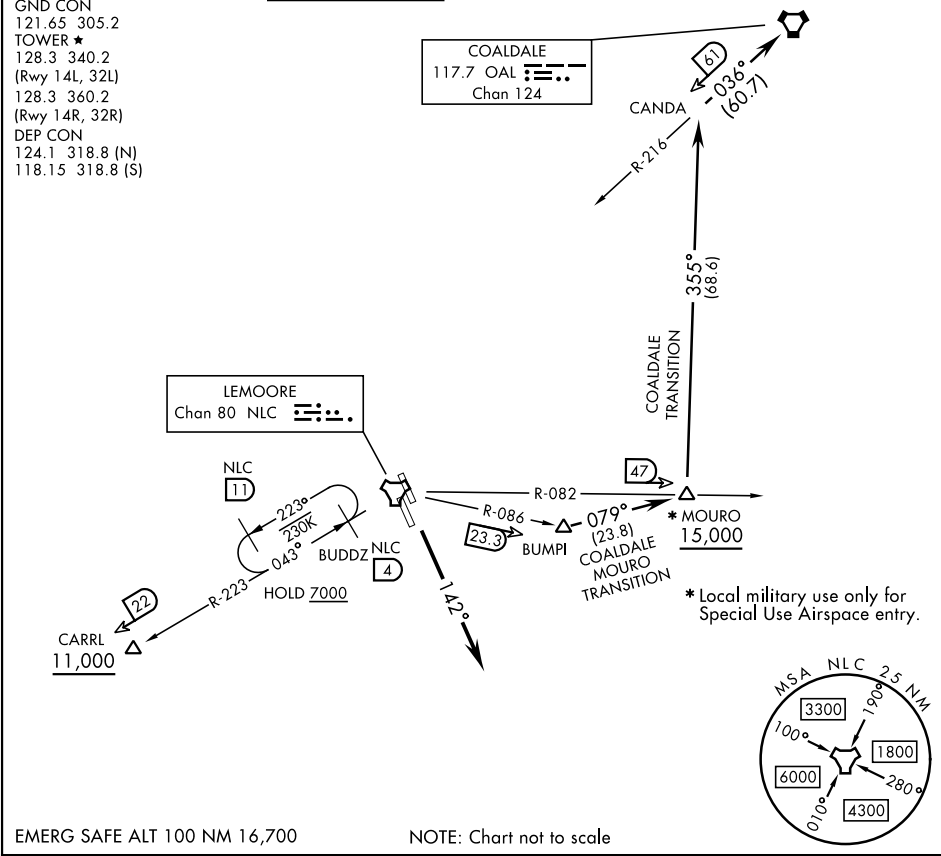 GND CON
121.65 305.2
TOWER ★
128.3 340.2
(Rwy 14L, 32L)
128.3 360.2
(Rwy 14R, 32R)
DEP CON
124.1 318.8 (N)
118.15 318.8 (S)
COALDALE
117.7 OAL
Chan 124
61
036°
(60.7)
CANDA
R-216
355°
(68.6)
COALDALE
TRANSITION
LEMOORE
Chan 80 NLC
NLC
11
223°
230K
043°
BUDDZ
NLC
4
HOLD 7000
R-223
22
CARRL
11,000
142°
R-082
R-086
23.3
BUMPI
47
079°
(23.8)
COALDALE
MOURO
TRANSITION
* MOURO
15,000
* Local military use only for
Special Use Airspace entry.
MSA NLC 25 NM
3300
190°
100°
1800
6000
280°
010°
4300
EMERG SAFE ALT 100 NM 16,700
NOTE: Chart not to scale